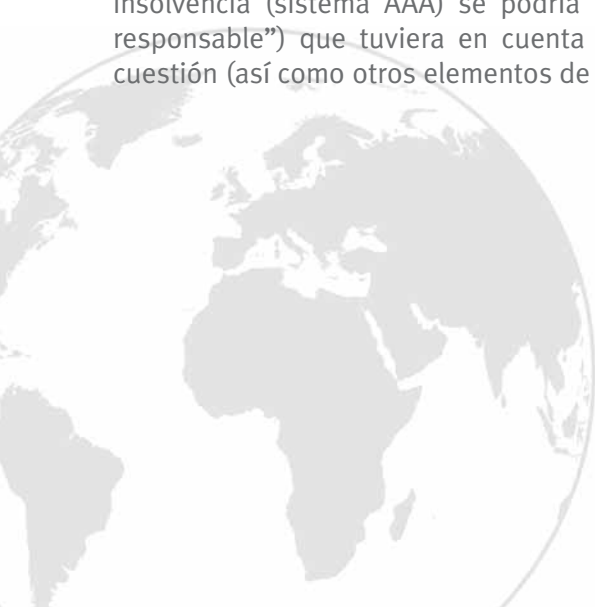 insolvencia (sistema AAA) se podría
responsable”) que tuviera en cuenta
cuestión (así como otros elementos de